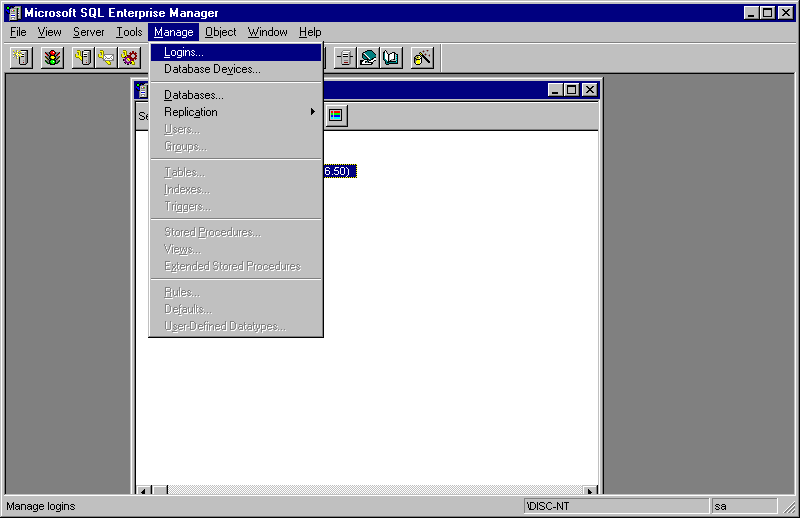 Microsoft SQL Enterprise Manager
File View Server Tools Manage Object Window Help
Logins...
Database Devices...
Se
Databases...
Replication
Users...
Groups...
Tables...
6.50)
Indexes...
Triggers...
Stored Procedures...
Views...
Extended Stored Procedures
Rules...
Defaults...
User-Defined Datatypes...
Manage logins \DISC-NT sa